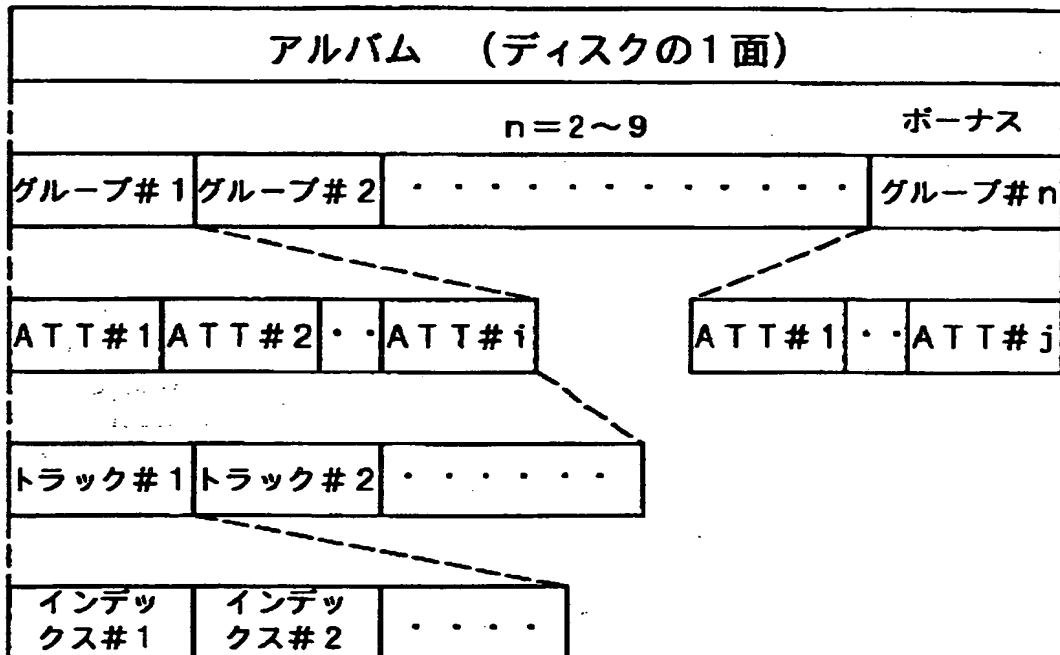 アルバム （ディスクの1面）
n＝2～9 ボーナス
グループ＃1 グループ＃2 ・・・・・・・・・・・・・ グループ＃n
ATT＃1 ATT＃2 ・・ ATT＃i ATT＃1 ・・ ATT＃j
トラック＃1 トラック＃2 ・・・・・・
インデッ インデッ
クス＃1 クス＃2 ・・・・